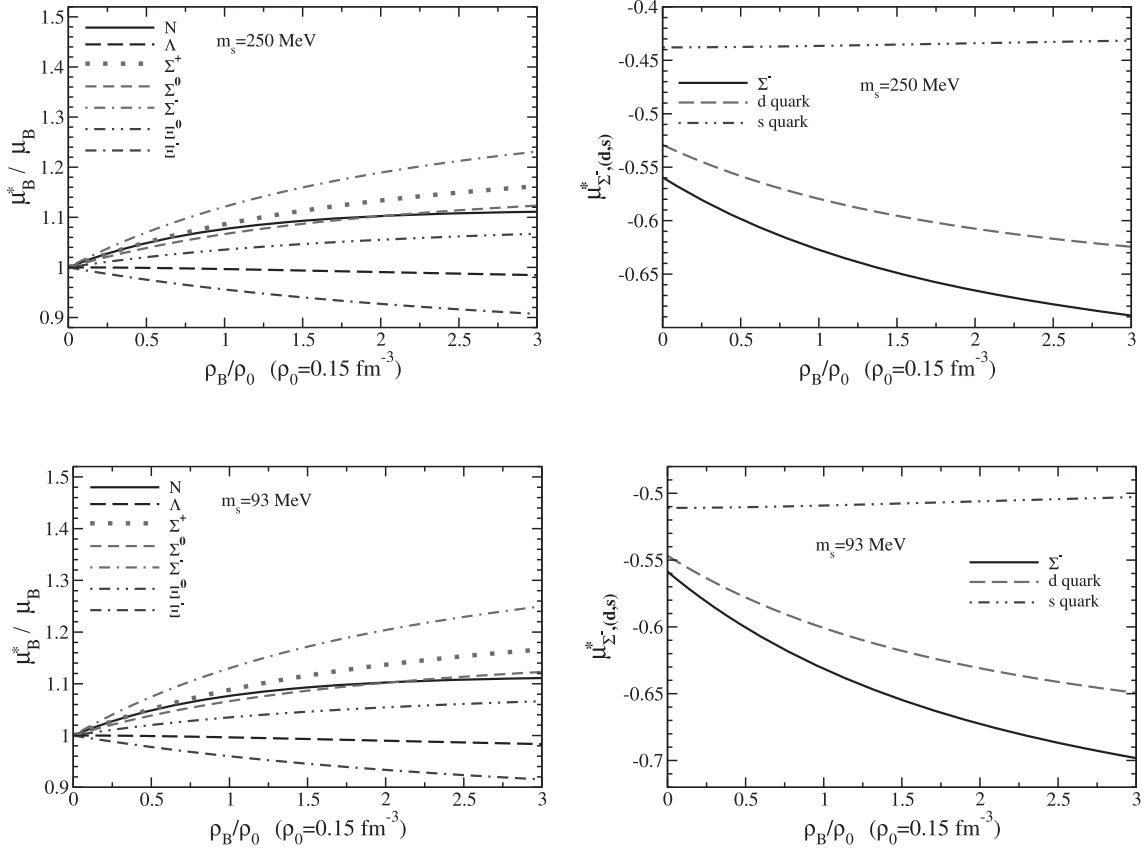 1.5
1.4
1.3
1.2
1.1
1
0.9
μ*B / μB
N
Λ
Σ+
Σ0
Σ-
Ξ0
Ξ-
ms=250 MeV
0 0.5 1 1.5 2 2.5 3
ρB/ρ0 (ρ0=0.15 fm-3)
-0.4
-0.45
-0.5
-0.55
-0.6
-0.65
μ*Σ-,(d,s)
Σ-
d quark
s quark
ms=250 MeV
0 0.5 1 1.5 2 2.5 3
ρB/ρ0 (ρ0=0.15 fm-3)
1.5
1.4
1.3
1.2
1.1
1
0.9
μ*B / μB
N
Λ
Σ+
Σ0
Σ-
Ξ0
Ξ-
ms=93 MeV
0 0.5 1 1.5 2 2.5 3
ρB/ρ0 (ρ0=0.15 fm-3)
-0.5
-0.55
-0.6
-0.65
-0.7
μ*Σ-,(d,s)
ms=93 MeV
Σ-
d quark
s quark
0 0.5 1 1.5 2 2.5 3
ρB/ρ0 (ρ0=0.15 fm-3)